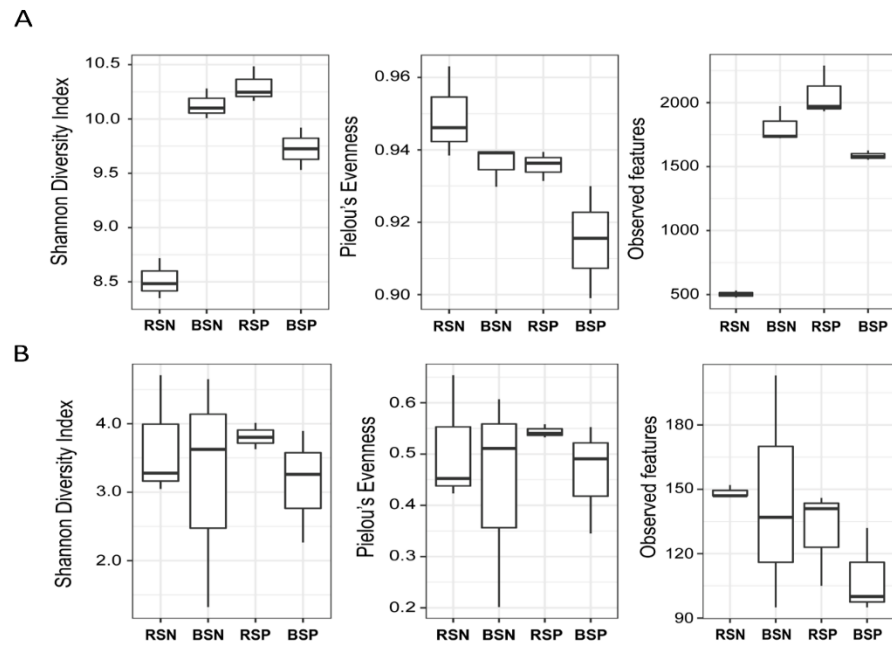 A
Shannon Diversity Index
10.5
10.0
9.5
9.0
8.5
RSN BSN RSP BSP
Pielou's Evenness
0.96
0.94
0.92
0.90
RSN BSN RSP BSP
Observed features
2000
1500
1000
500
RSN BSN RSP BSP
B
Shannon Diversity Index
4.0
3.0
2.0
RSN BSN RSP BSP
Pielou's Evenness
0.6
0.5
0.4
0.3
0.2
RSN BSN RSP BSP
Observed features
180
150
120
90
RSN BSN RSP BSP